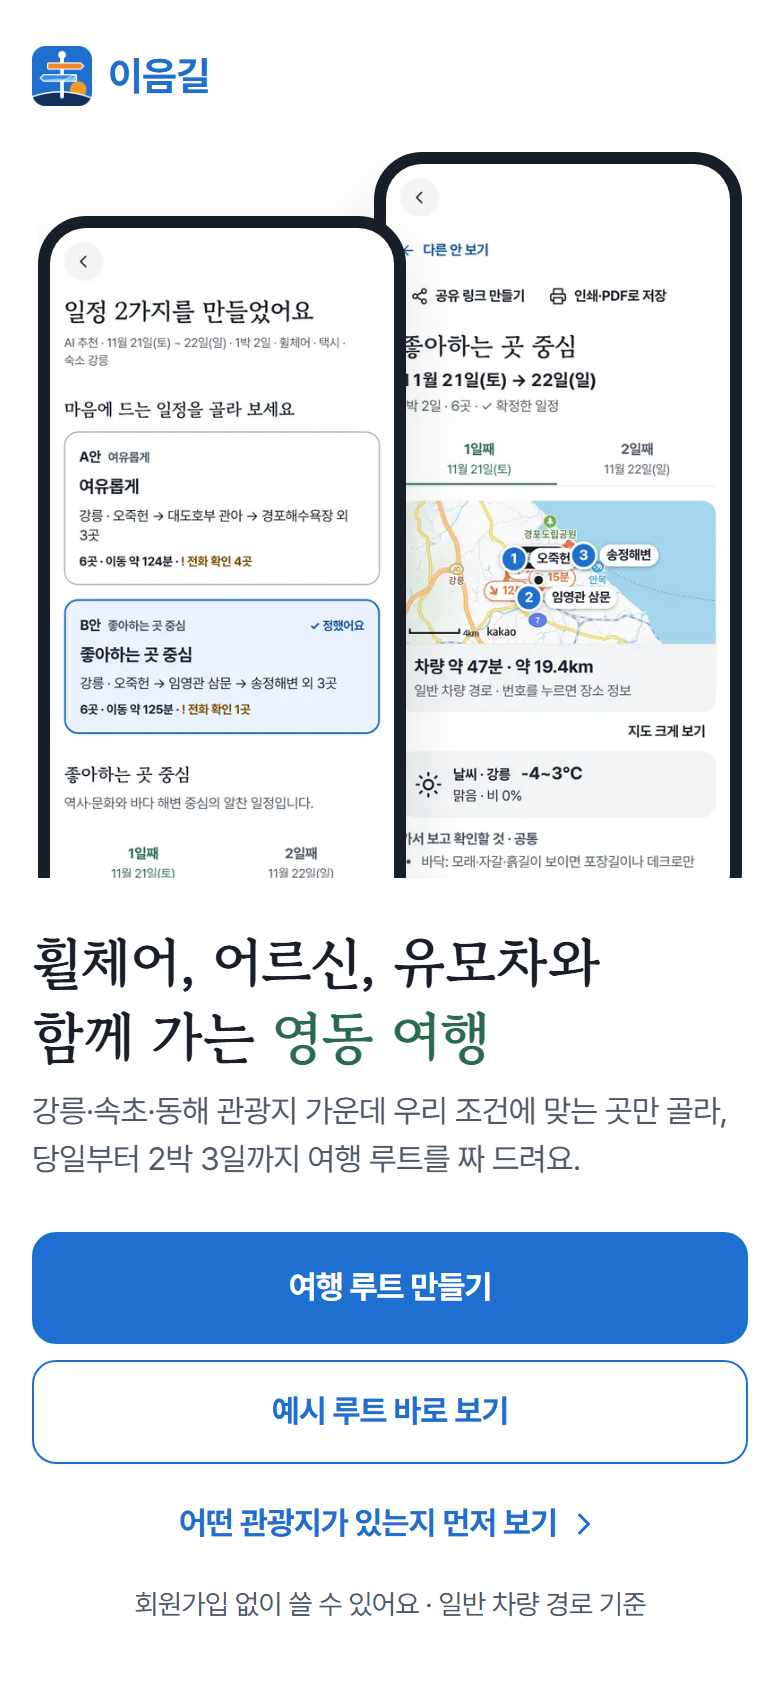 이음길
일정 2가지를 만들었어요
AI 추천 · 11월 21일(토) ~ 22일(일) · 1박 2일 · 휠체어 · 택시 ·
숙소 강릉
마음에 드는 일정을 골라 보세요
A안 여유롭게
여유롭게
강릉 · 오죽헌 → 대도호부 관아 → 경포해수욕장 외
3곳
6곳 · 이동 약 124분 · ! 전화 확인 4곳
B안 좋아하는 곳 중심
✓ 정했어요
좋아하는 곳 중심
강릉 · 오죽헌 → 임영관 삼문 → 송정해변 외 3곳
6곳 · 이동 약 125분 · ! 전화 확인 1곳
좋아하는 곳 중심
역사·문화와 바다 해변 중심의 알찬 일정입니다.
1일째 2일째
11월 21일(토) 11월 22일(일)
← 다른 안 보기
공유 링크 만들기 인쇄·PDF로 저장
좋아하는 곳 중심
11월 21일(토) → 22일(일)
박 2일 · 6곳 · ✓ 확정한 일정
1일째 2일째
11월 21일(토) 11월 22일(일)
경포도립공원
1 오죽헌 3 송정해변
IC
강릉
15분
안목
2 임영관 삼문
7
4km kakao
차량 약 47분 · 약 19.4km
일반 차량 경로 · 번호를 누르면 장소 정보
지도 크게 보기
날씨 · 강릉 -4~3°C
맑음 · 비 0%
가서 보고 확인할 것 · 공통
• 바닥: 모래·자갈·흙길이 보이면 포장길이나 데크로만
휠체어, 어르신, 유모차와
함께 가는 영동 여행
강릉·속초·동해 관광지 가운데 우리 조건에 맞는 곳만 골라,
당일부터 2박 3일까지 여행 루트를 짜 드려요.
여행 루트 만들기
예시 루트 바로 보기
어떤 관광지가 있는지 먼저 보기
회원가입 없이 쓸 수 있어요 · 일반 차량 경로 기준